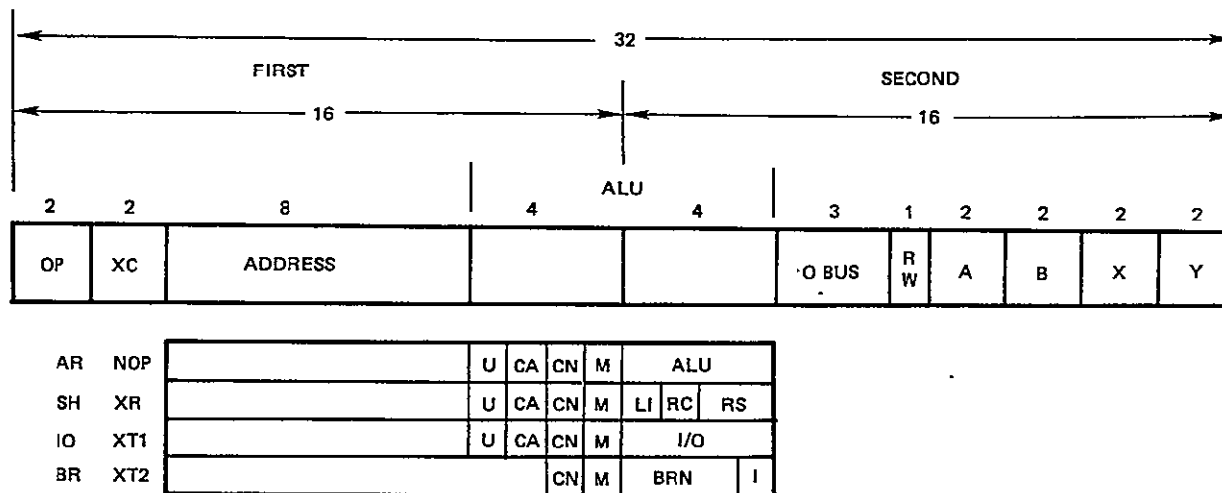 32
FIRST
SECOND
16
16
ALU
2 2 8 4 4 3 1 2 2 2 2
OP XC ADDRESS O BUS RW A B X Y
AR NOP U CA CN M ALU
SH XR U CA CN M LI RC RS
IO XT1 U CA CN M I/O
BR XT2 CN M BRN I